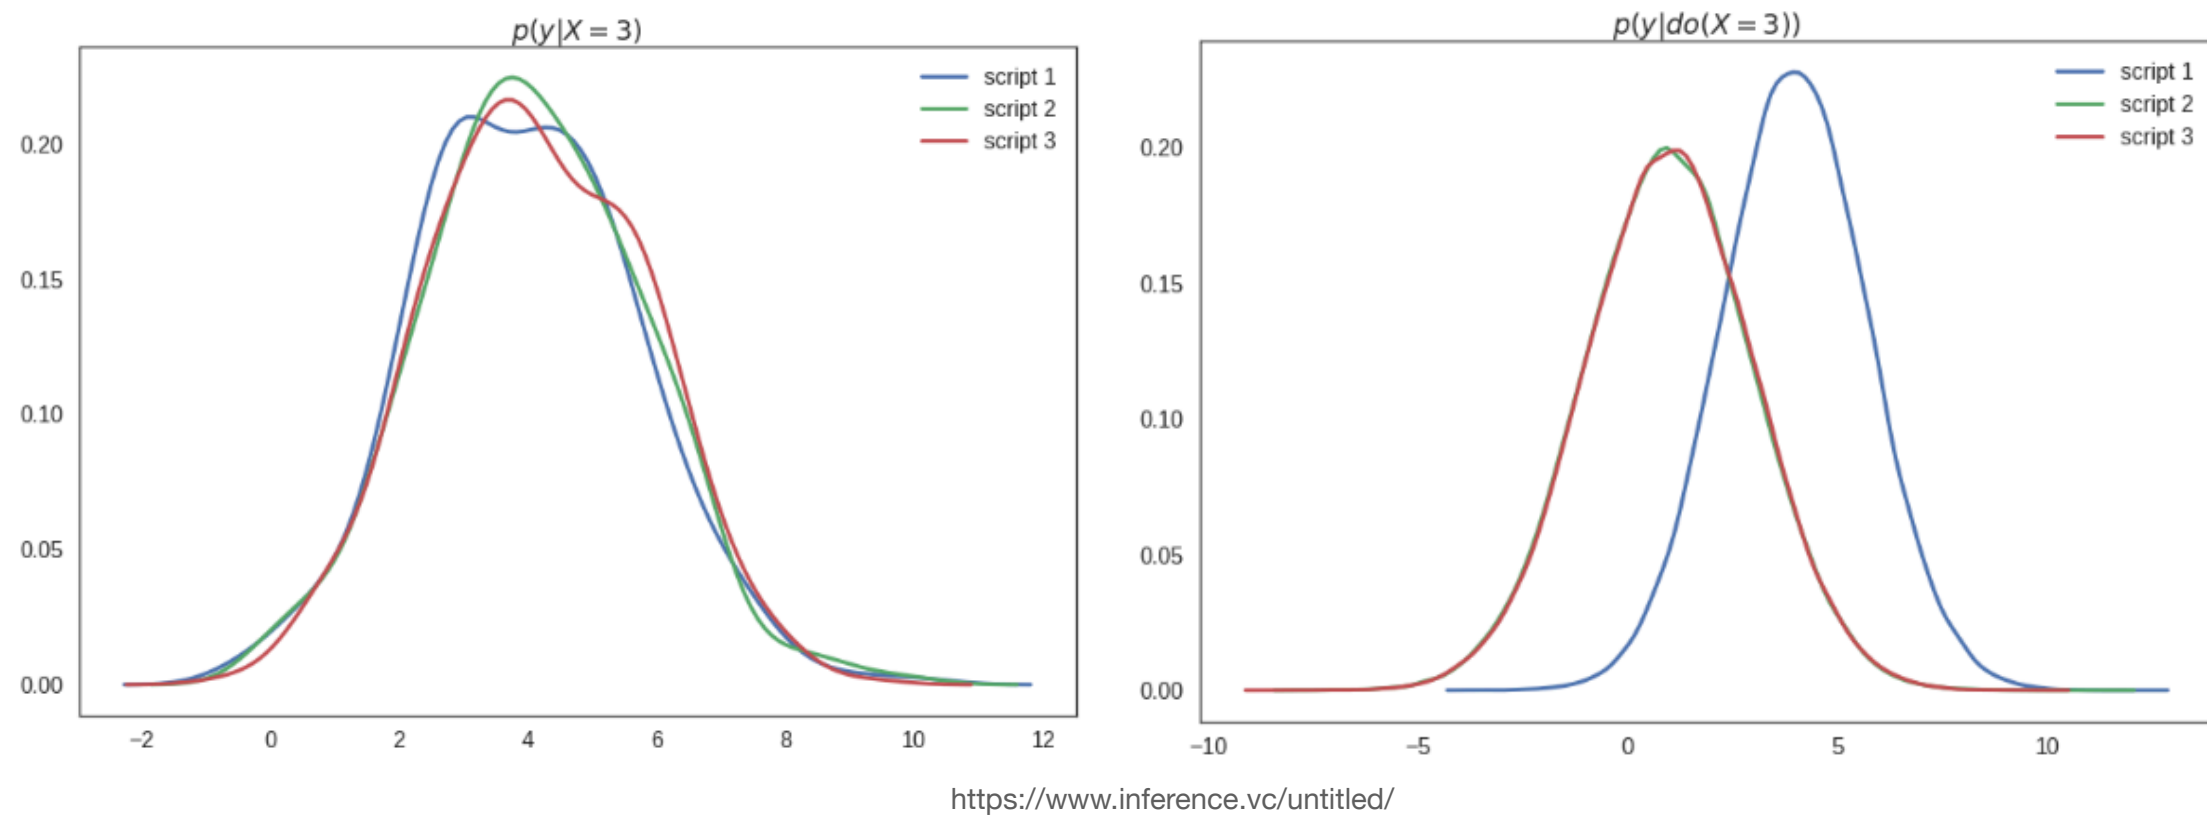 p(y|X = 3)
script 1
script 2
script 3
0.20
0.15
0.10
0.05
0.00
−2 0 2 4 6 8 10 12
p(y|do(X = 3))
script 1
script 2
script 3
0.20
0.15
0.10
0.05
0.00
−10 −5 0 5 10
https://www.inference.vc/untitled/